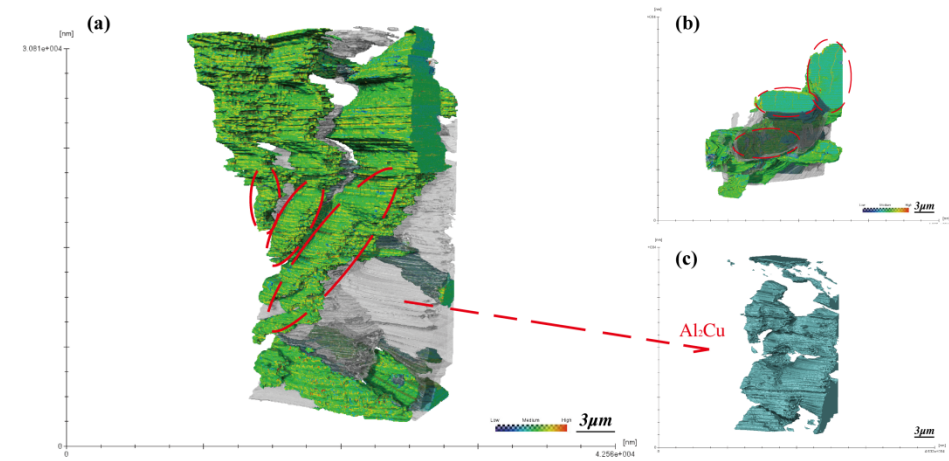 (a)
[nm]
3.081e+004
0
0
[nm]
4.256e+004
Low Medium High
3μm
(b)
3μm
(c)
Al₂Cu
3μm